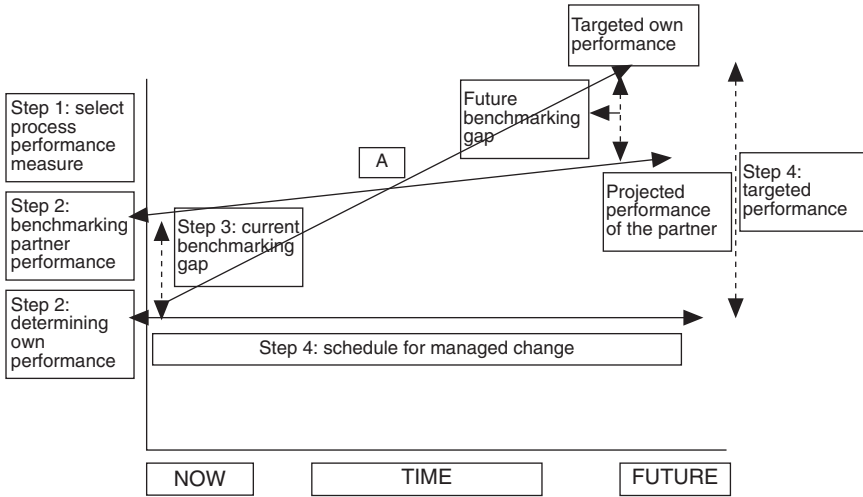 Targeted own
performance
Step 1: select
process
performance
measure
Future
benchmarking
gap
A
Step 2:
benchmarking
partner
performance
Step 3: current
benchmarking
gap
Projected
performance
of the partner
Step 4:
targeted
performance
Step 2:
determining
own
performance
Step 4: schedule for managed change
NOW
TIME
FUTURE